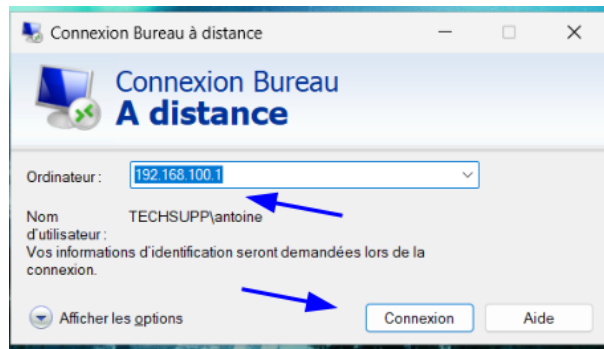 Connexion Bureau à distance
Connexion Bureau
A distance
Ordinateur :
192.168.100.1
Nom
d'utilisateur :
TECHSUPP\antoine
Vos informations d'identification seront demandées lors de la
connexion.
Afficher les options
Connexion
Aide